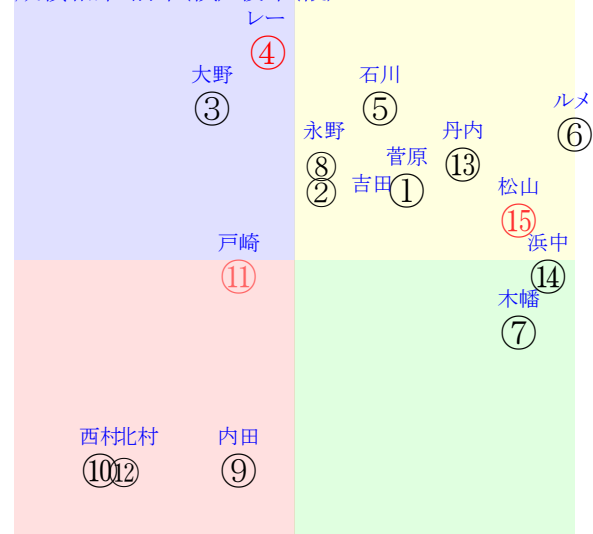 レー
④
大野
③
石川
⑤
ルメ
⑥
永野
⑧
②
吉田
菅原
①
丹内
⑬
松山
⑮
戸崎
⑪
浜中
⑭
木幡
⑦
西村
⑩
北村
⑫
内田
⑨